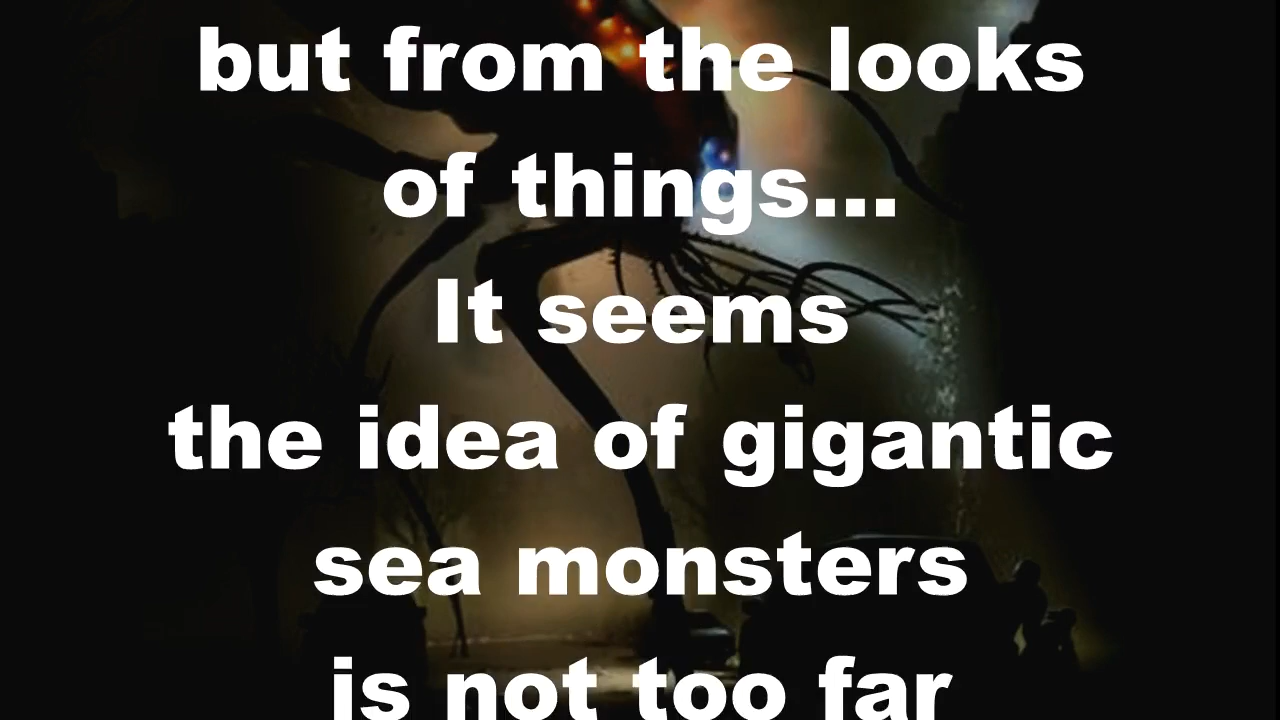 but from the looks
of things...
It seems
the idea of gigantic
sea monsters
is not too far